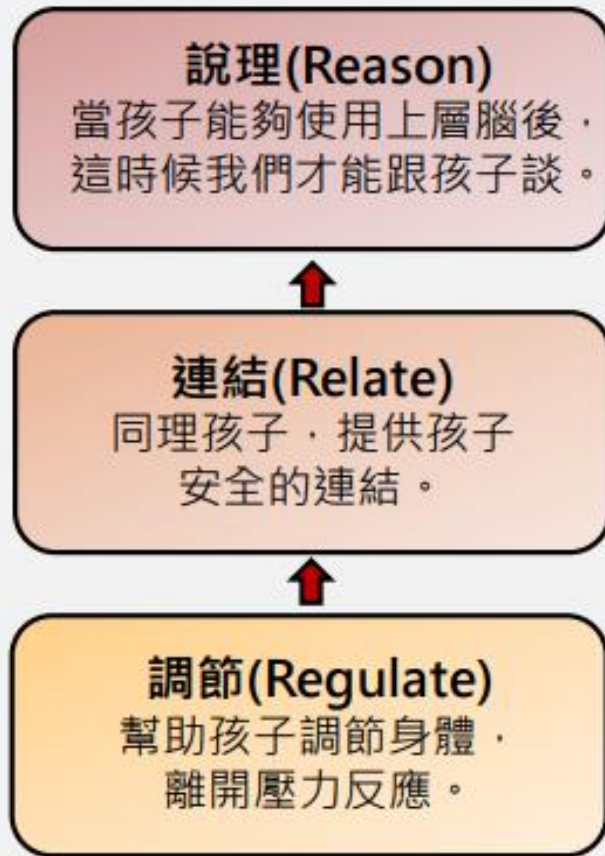 說理(Reason)
當孩子能夠使用上層腦後，
這時候我們才能跟孩子談。
連結(Relate)
同理孩子，提供孩子
安全的連結。
調節(Regulate)
幫助孩子調節身體，
離開壓力反應。